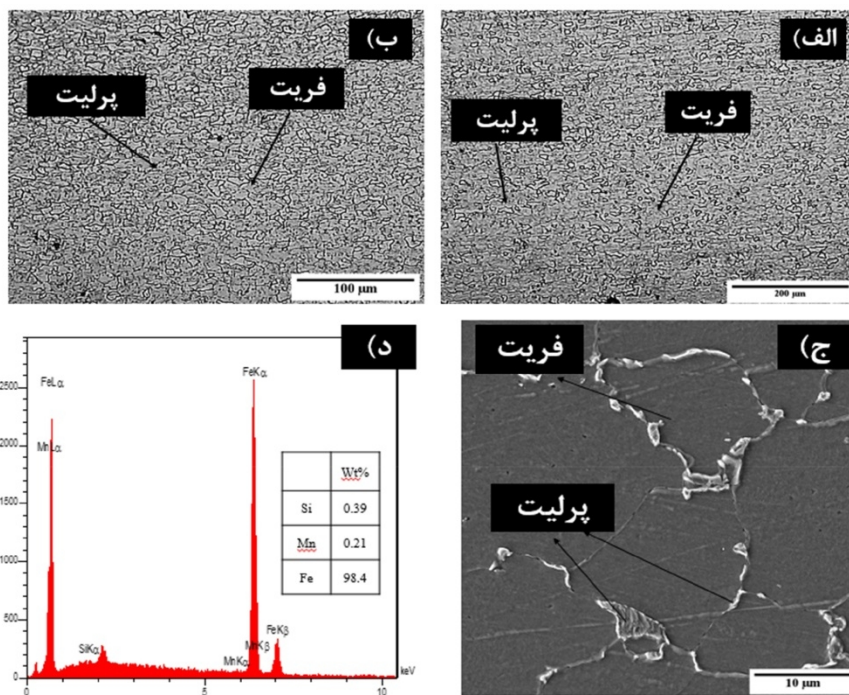 الف)
فریت
پرلیت
200 µm
ب)
فریت
پرلیت
100 µm
ج)
فریت
پرلیت
10 µm
د)
2500
2000
1500
1000
500
0
FeLα
MnLα
SiKα
FeKα
MnKα
MnKβ
FeKβ
5
10
keV
Wt%
Si 0.39
Mn 0.21
Fe 98.4